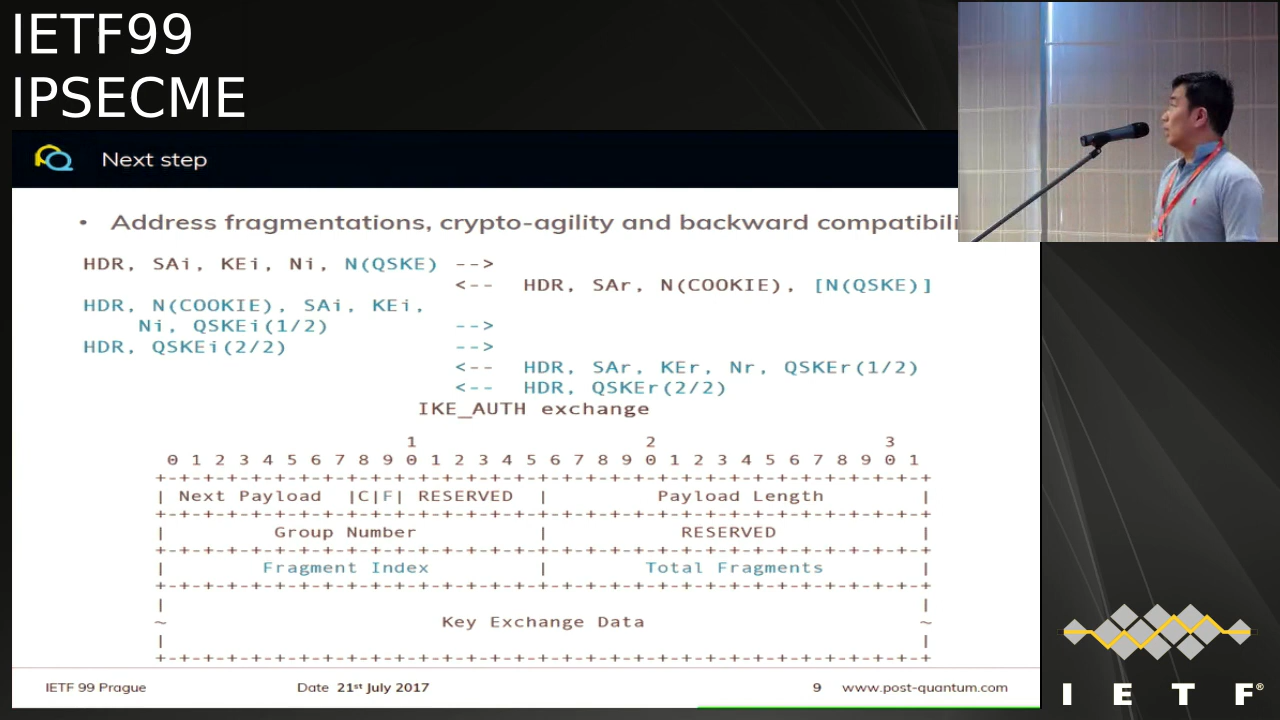 IETF99
IPSECME
Next step
• Address fragmentations, crypto-agility and backward compatibili
HDR, SAi, KEi, Ni, N(QSKE) -->
<-- HDR, SAr, N(COOKIE), [N(QSKE)]
HDR, N(COOKIE), SAi, KEi,
Ni, QSKEi(1/2) -->
HDR, QSKEi(2/2) -->
<-- HDR, SAr, KEr, Nr, QSKEr(1/2)
<-- HDR, QSKEr(2/2)
IKE_AUTH exchange
1 2 3
0 1 2 3 4 5 6 7 8 9 0 1 2 3 4 5 6 7 8 9 0 1 2 3 4 5 6 7 8 9 0 1
+-+-+-+-+-+-+-+-+-+-+-+-+-+-+-+-+-+-+-+-+-+-+-+-+-+-+-+-+-+-+-+-+
| Next Payload |C|F| RESERVED | Payload Length |
+-+-+-+-+-+-+-+-+-+-+-+-+-+-+-+-+-+-+-+-+-+-+-+-+-+-+-+-+-+-+-+-+
| Group Number | RESERVED |
+-+-+-+-+-+-+-+-+-+-+-+-+-+-+-+-+-+-+-+-+-+-+-+-+-+-+-+-+-+-+-+-+
| Fragment Index | Total Fragments |
+-+-+-+-+-+-+-+-+-+-+-+-+-+-+-+-+-+-+-+-+-+-+-+-+-+-+-+-+-+-+-+-+
| |
~ Key Exchange Data ~
| |
+-+-+-+-+-+-+-+-+-+-+-+-+-+-+-+-+-+-+-+-+-+-+-+-+-+-+-+-+-+-+-+-+
IETF 99 Prague Date 21st July 2017 9 www.post-quantum.com
I E T F®